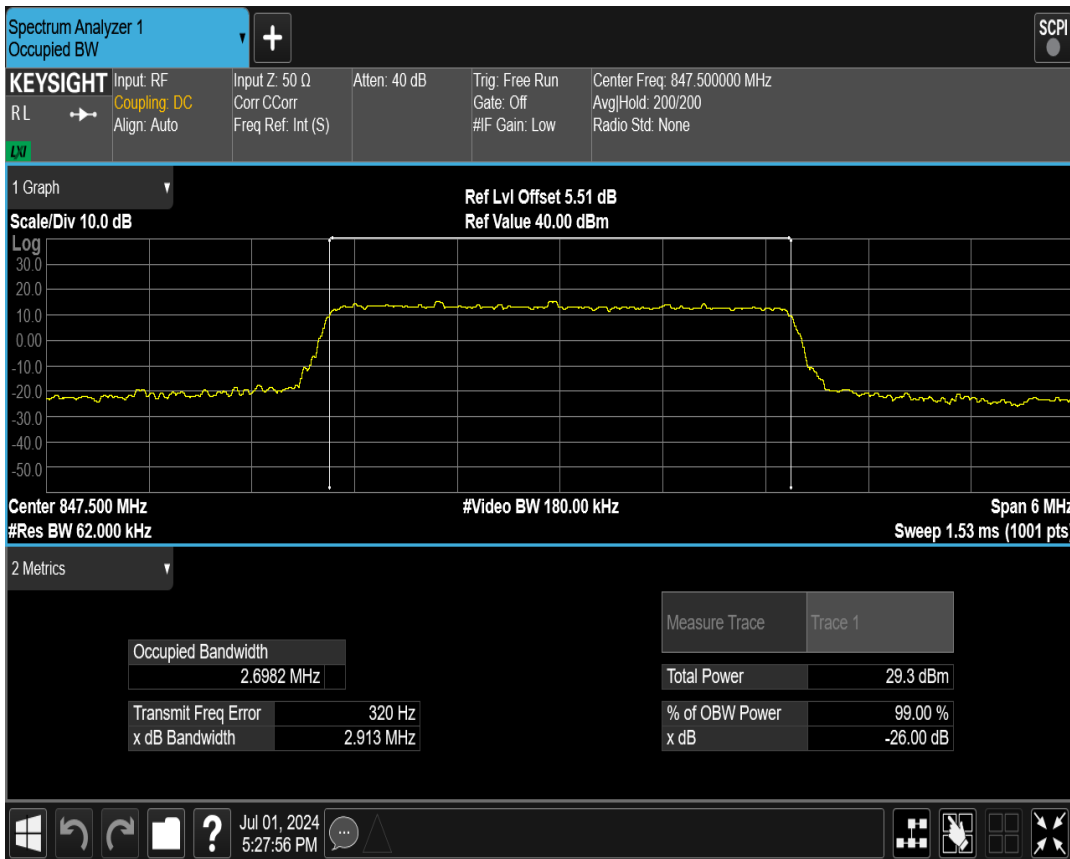 Spectrum Analyzer 1
Occupied BW
SCPI
KEYSIGHT
RL
LXI
Input: RF
Coupling: DC
Align: Auto
Input Z: 50 Ω
Corr CCorr
Freq Ref: Int (S)
Atten: 40 dB
Trig: Free Run
Gate: Off
#IF Gain: Low
Center Freq: 847.500000 MHz
Avg|Hold: 200/200
Radio Std: None
1 Graph
Scale/Div 10.0 dB
Ref Lvl Offset 5.51 dB
Ref Value 40.00 dBm
Log
30.0
20.0
10.0
0.00
-10.0
-20.0
-30.0
-40.0
-50.0
Center 847.500 MHz
#Video BW 180.00 kHz
Span 6 MHz
#Res BW 62.000 kHz
Sweep 1.53 ms (1001 pts)
2 Metrics
Measure Trace Trace 1
Occupied Bandwidth
2.6982 MHz
Total Power 29.3 dBm
Transmit Freq Error 320 Hz
% of OBW Power 99.00 %
x dB Bandwidth 2.913 MHz
x dB -26.00 dB
?
Jul 01, 2024
5:27:56 PM